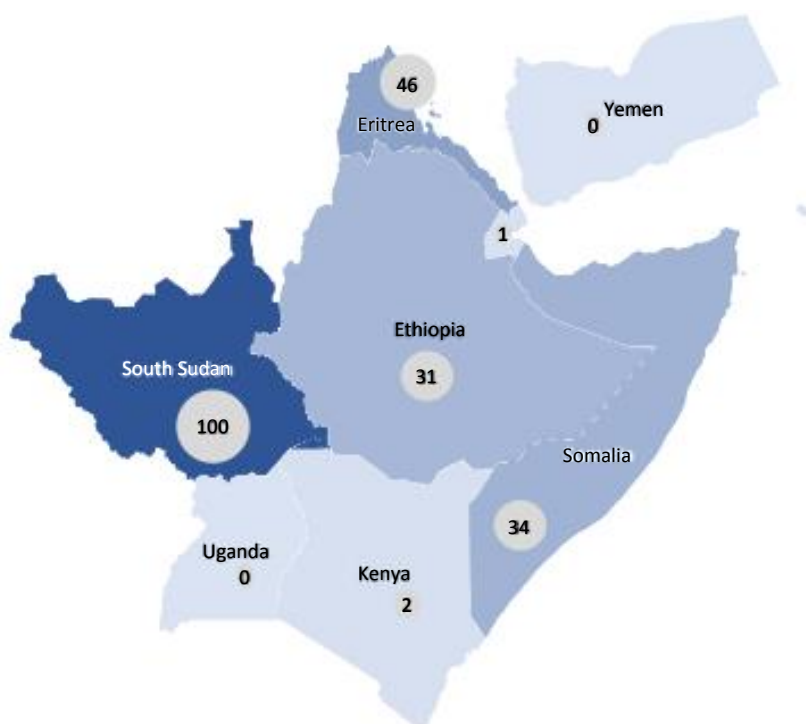 46
Eritrea
Yemen
0
1
Ethiopia
31
South Sudan
100
Somalia
34
Uganda
0
Kenya
2